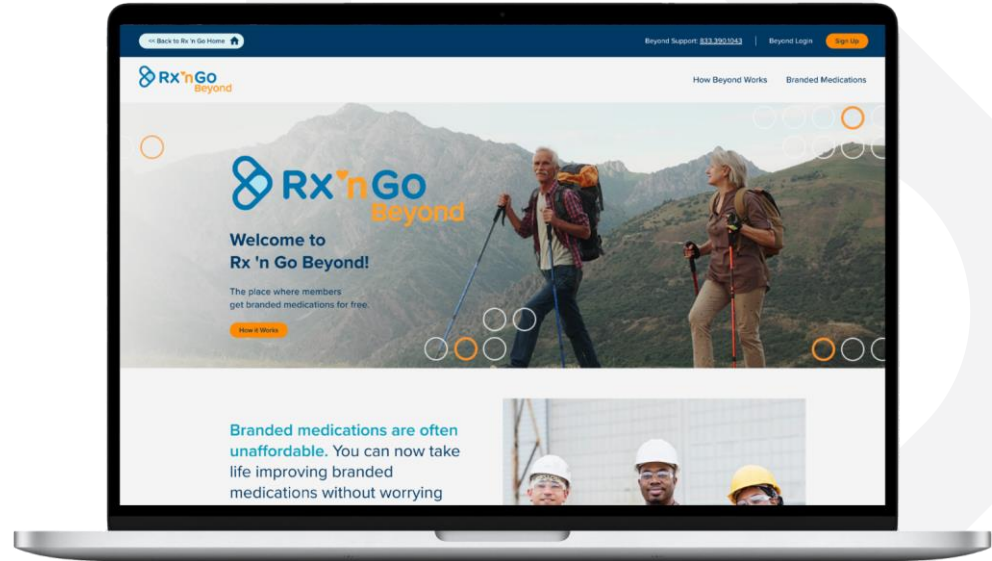 << Back to Rx 'n Go Home
Beyond Support: 833.390.1043
Beyond Login
Sign Up
Rx 'n Go
Beyond
How Beyond Works
Branded Medications
Rx 'n Go
Beyond
Welcome to
Rx 'n Go Beyond!
The place where members
get branded medications for free.
How it Works
Branded medications are often
unaffordable. You can now take
life improving branded
medications without worrying